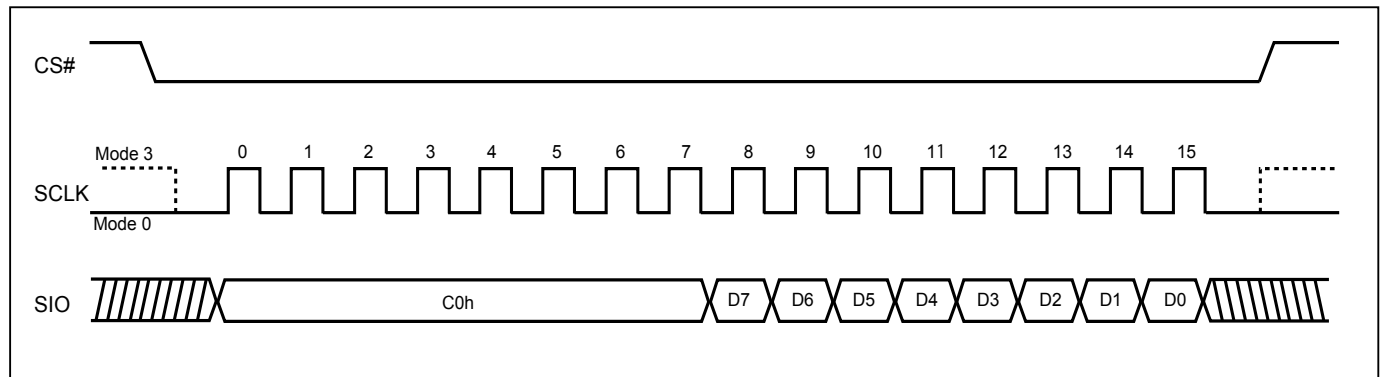 CS#
Mode 3
0 1 2 3 4 5 6 7 8 9 10 11 12 13 14 15
SCLK
Mode 0
SIO
C0h D7 D6 D5 D4 D3 D2 D1 D0